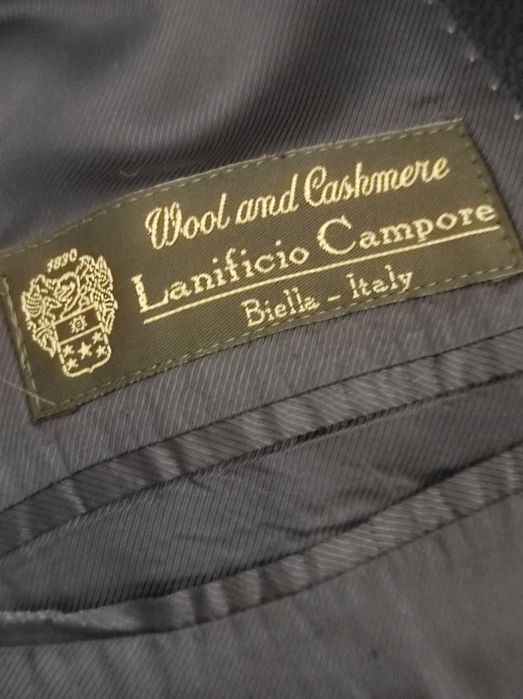 Wool and Cashmere
1830
Lanificio Campore
Biella - Italy